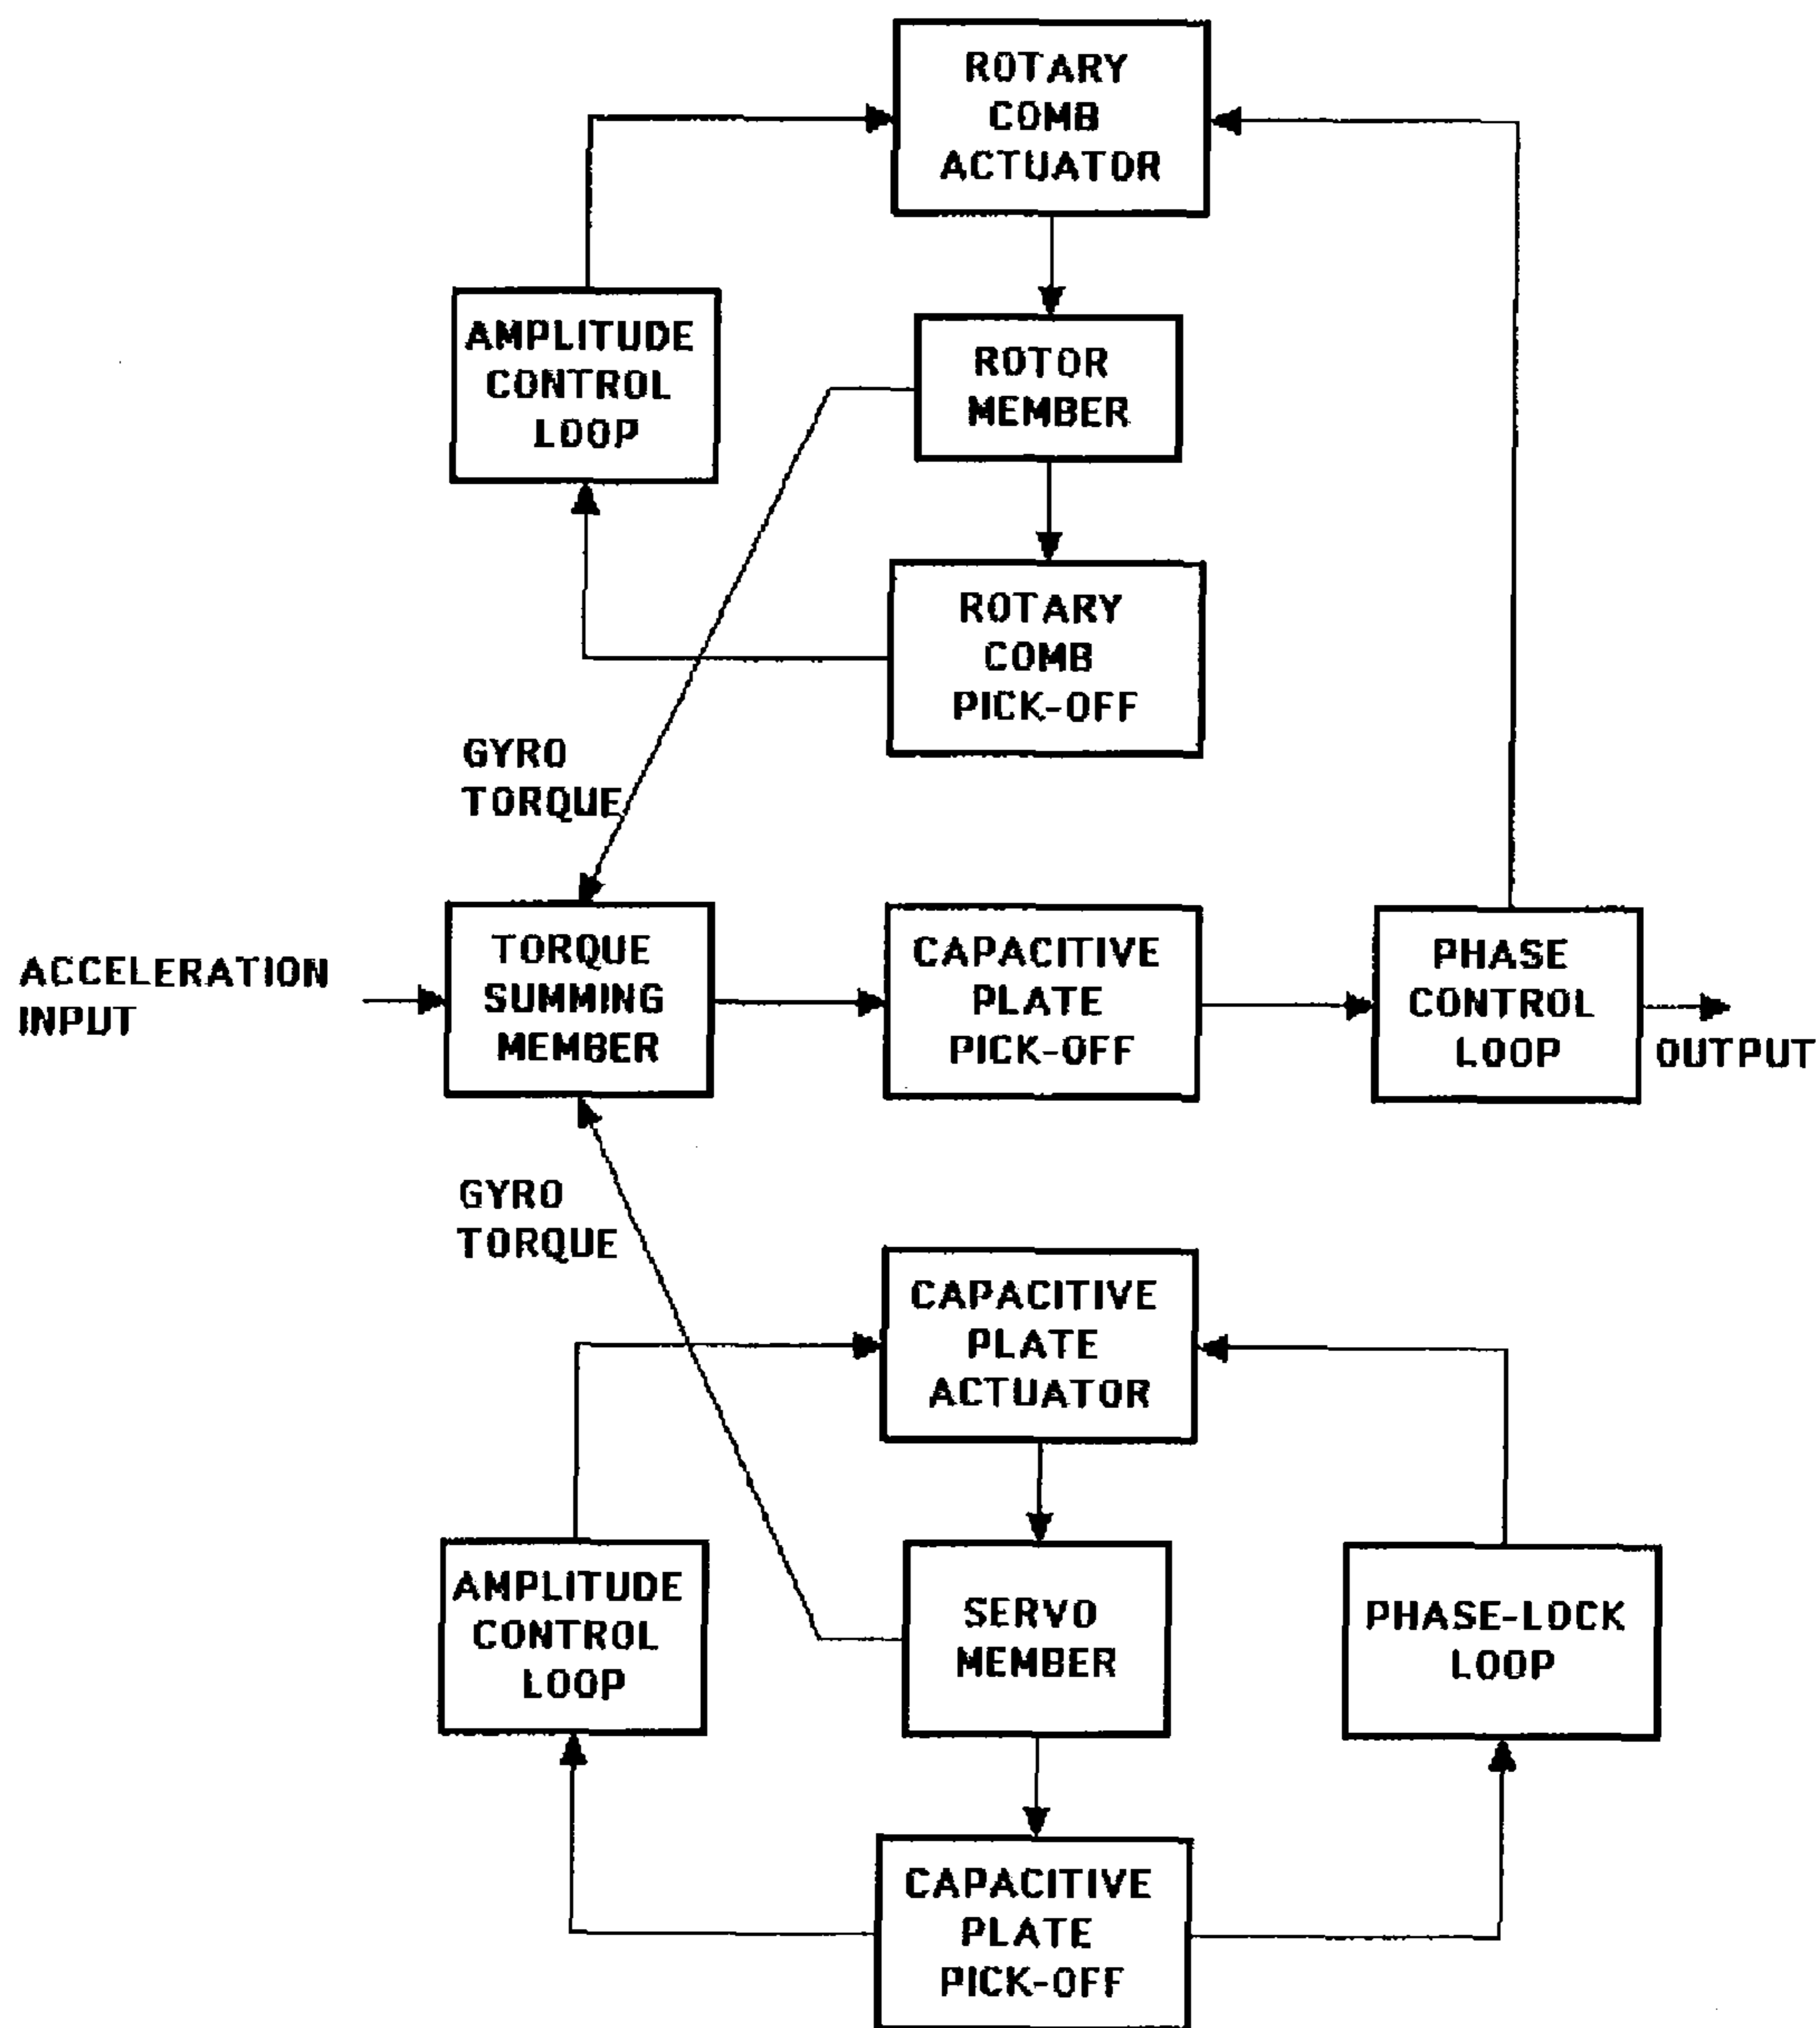 ROTARY
COMB
ACTUATOR
AMPLITUDE
CONTROL
LOOP
ROTOR
MEMBER
ROTARY
COMB
PICK-OFF
GYRO
TORQUE
ACCELERATION
INPUT
TORQUE
SUMMING
MEMBER
CAPACITIVE
PLATE
PICK-OFF
PHASE
CONTROL
LOOP
OUTPUT
GYRO
TORQUE
CAPACITIVE
PLATE
ACTUATOR
AMPLITUDE
CONTROL
LOOP
SERVO
MEMBER
PHASE-LOCK
LOOP
CAPACITIVE
PLATE
PICK-OFF